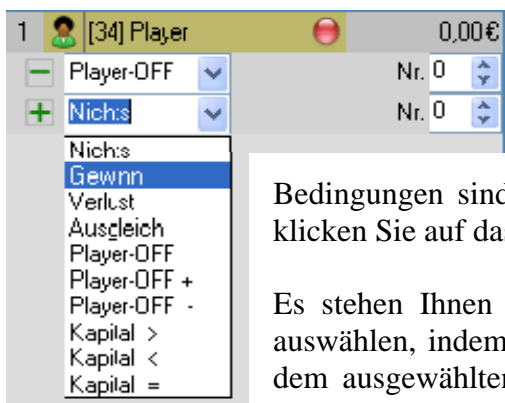 1 [34] Player 0,00€
Player-OFF Nr. 0
Nichts Nr. 0
Nichts
Gewinn
Verlust
Ausgleich
Player-OFF
Player-OFF +
Player-OFF -
Kapital >
Kapital <
Kapital =
Bedingungen sind
klicken Sie auf das
Es stehen Ihnen
auswählen, indem
dem ausgewählten